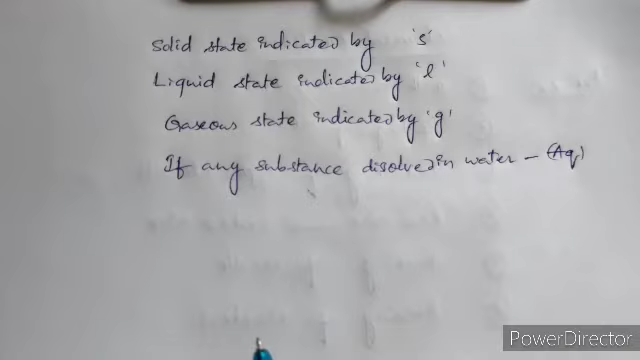 Solid state indicated by 's'
Liquid state indicated by 'l'
Gaseous state indicated by 'g'
If any substance disolved in water - (Aq)
PowerDirector